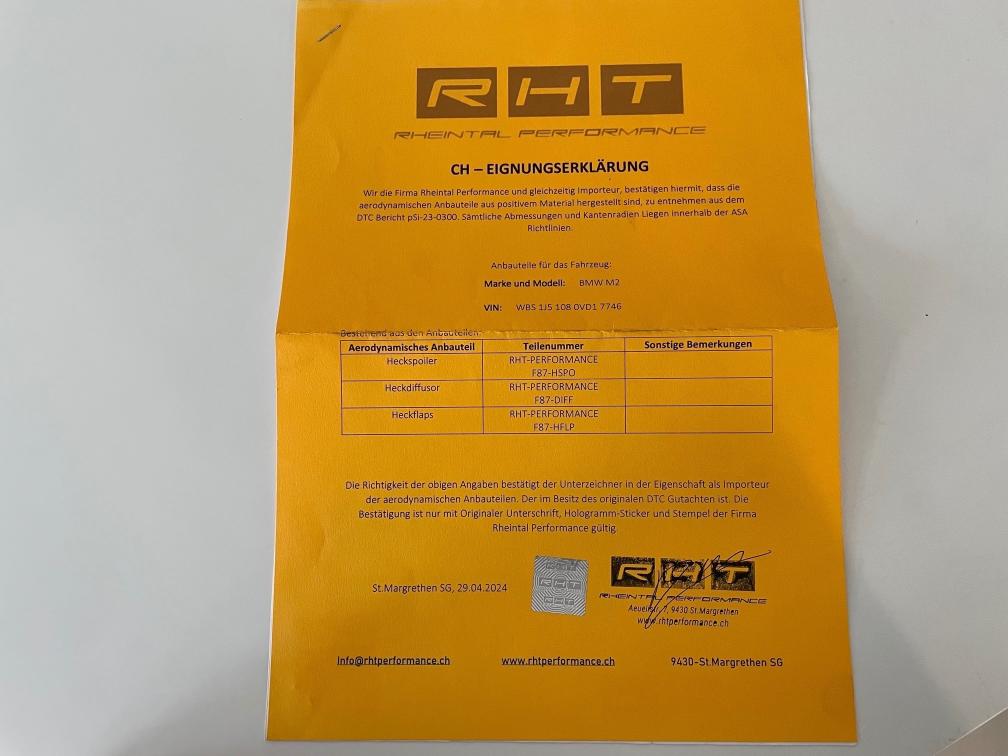 RHT
RHEINTAL PERFORMANCE
CH – EIGNUNGSERKLÄRUNG
Wir die Firma Rheintal Performance und gleichzeitig Importeur, bestätigen hiermit, dass die
aerodynamischen Anbauteile aus positivem Material hergestellt sind, zu entnehmen aus dem
DTC Bericht pSi-23-0300. Sämtliche Abmessungen und Kantenradien Liegen innerhalb der ASA
Richtlinien.
Anbauteile für das Fahrzeug:
Marke und Modell: BMW M2
VIN: WBS 1J5 108 0VD1 7746
Bestehend aus den Anbauteilen:
Aerodynamisches Anbauteil Teilenummer Sonstige Bemerkungen
Heckspoiler RHT-PERFORMANCE
F87-HSPO
Heckdiffusor RHT-PERFORMANCE
F87-DIFF
Heckflaps RHT-PERFORMANCE
F87-HFLP
Die Richtigkeit der obigen Angaben bestätigt der Unterzeichner in der Eigenschaft als Importeur
der aerodynamischen Anbauteilen. Der im Besitz des originalen DTC Gutachten ist. Die
Bestätigung ist nur mit Originaler Unterschrift, Hologramm-Sticker und Stempel der Firma
Rheintal Performance gültig
St.Margrethen SG, 29.04.2024
RHT
RHT
RHT
RHT
RHEINTAL PERFORMANCE
7, 9430 St.Margrethen
www.rhtperformance.ch
Info@rhtperformance.ch www.rhtperformance.ch 9430-St.Margrethen SG